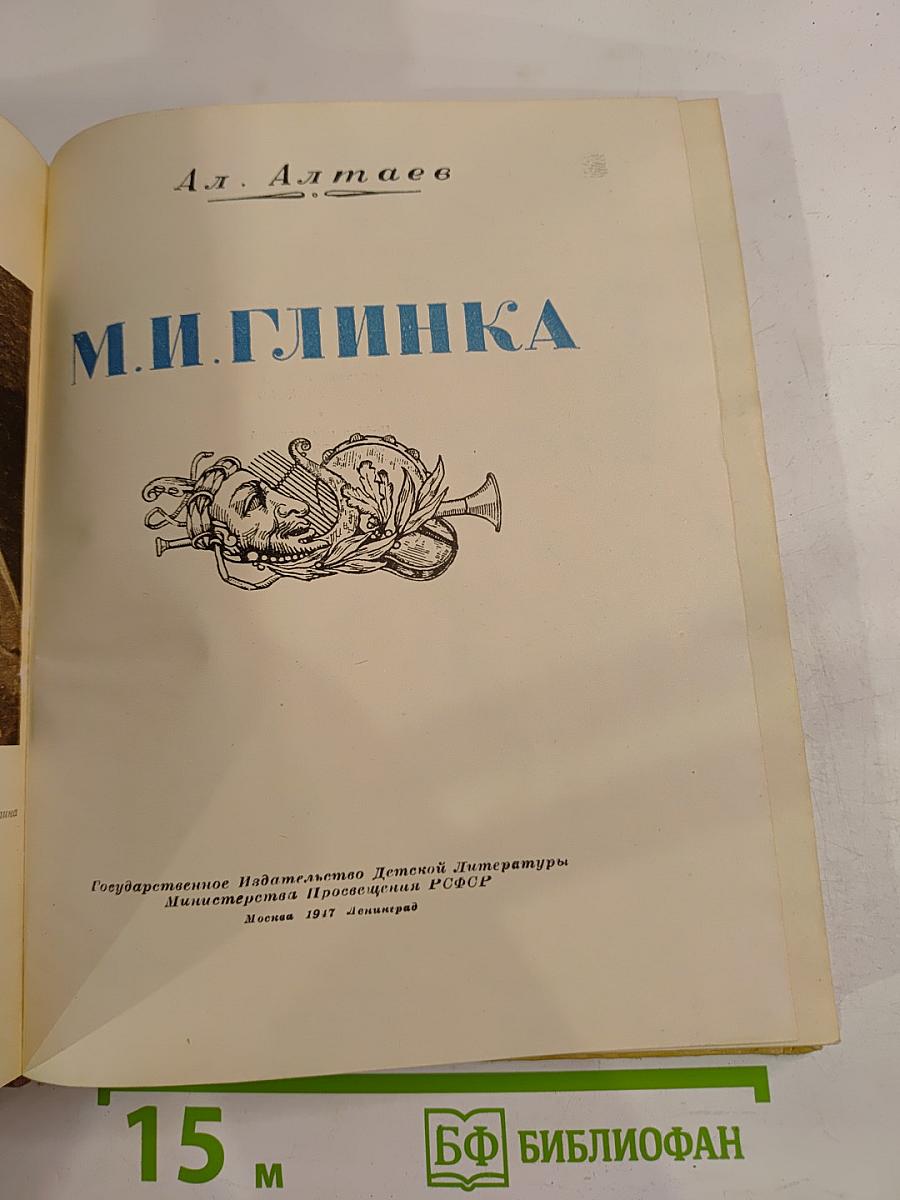 Ал. Алтаев
М.И.ГЛИНКА
Государственное Издательство Детской Литературы
Министерства Просвещения РСФСР
Москва 1947 Ленинград
15 м
БФ БИБЛИОФАН